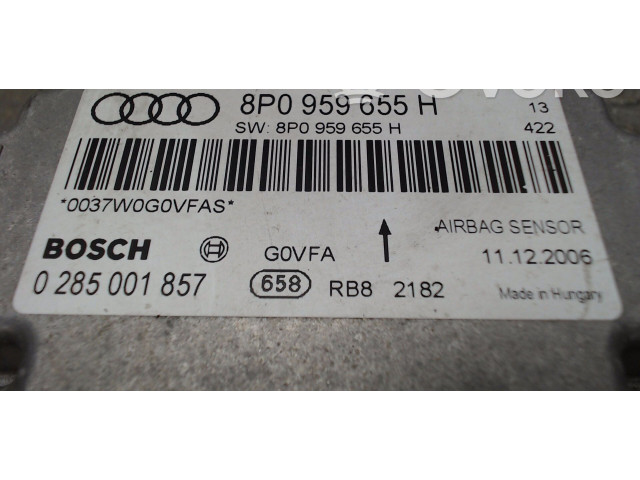 8P0 959 655 H 13
SW: 8P0 959 655 H 422
*0037W0G0VFAS*
AIRBAG SENSOR
BOSCH G0VFA 11.12.2006
0 285 001 857 658 RB8 2182 Made in Hungary